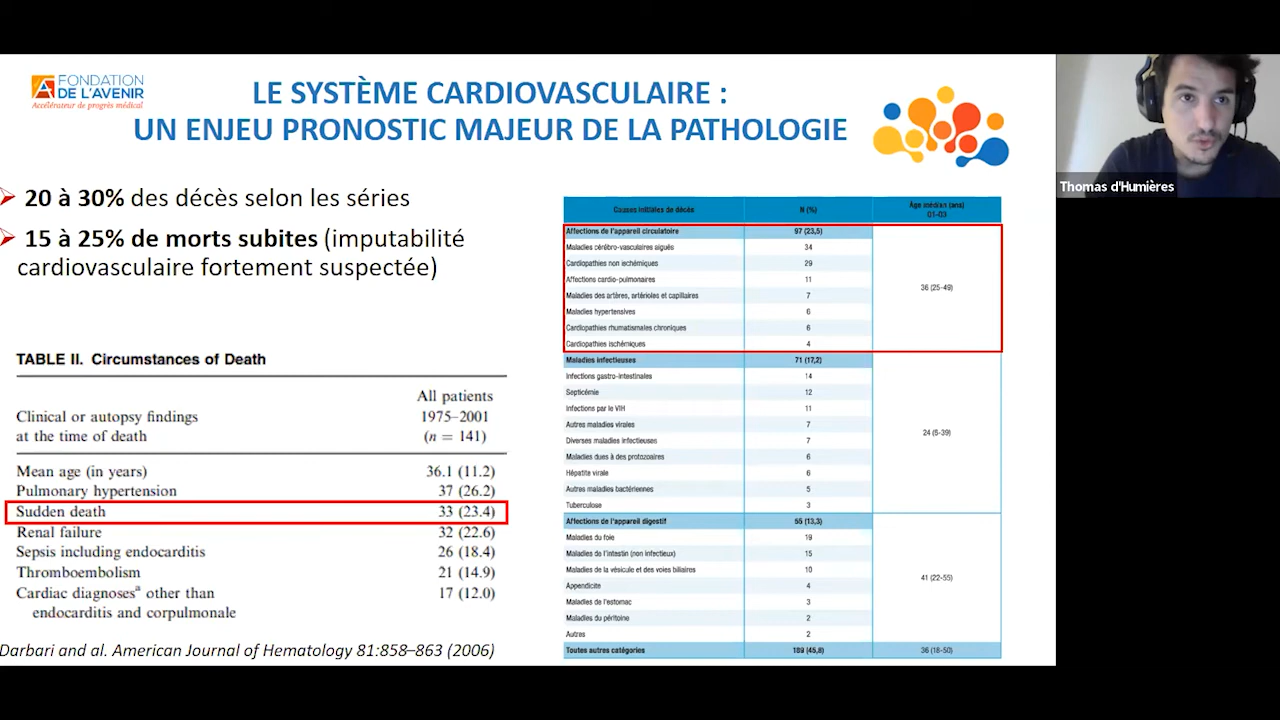 FONDATION
DE L'AVENIR
Accélérateur de progrès médical
LE SYSTÈME CARDIOVASCULAIRE :
UN ENJEU PRONOSTIC MAJEUR DE LA PATHOLOGIE
Thomas d'Humières
20 à 30% des décès selon les séries
15 à 25% de morts subites (imputabilité
cardiovasculaire fortement suspectée)
TABLE II. Circumstances of Death
All patients
Clinical or autopsy findings 1975–2001
at the time of death (n = 141)
Mean age (in years) 36.1 (11.2)
Pulmonary hypertension 37 (26.2)
Sudden death 33 (23.4)
Renal failure 32 (22.6)
Sepsis including endocarditis 26 (18.4)
Thromboembolism 21 (14.9)
Cardiac diagnosesª other than 17 (12.0)
endocarditis and corpulmonale
Darbari and al. American Journal of Hematology 81:858–863 (2006)
Causes initiales de décès N (%) Âge médian (ans)
Q1-Q3
Affections de l'appareil circulatoire 97 (23,5)
Maladies cérébro-vasculaires aiguës 34
Cardiopathies non ischémiques 29
Affections cardio-pulmonaires 11
36 (25-49)
Maladies des artères, artérioles et capillaires 7
Maladies hypertensives 6
Cardiopathies rhumatismales chroniques 6
Cardiopathies ischémiques 4
Maladies infectieuses 71 (17,2)
Infections gastro-intestinales 14
Septicémie 12
Infections par le VIH 11
Autres maladies virales 7
24 (6-39)
Diverses maladies infectieuses 7
Maladies dues à des protozoaires 6
Hépatite virale 6
Autres maladies bactériennes 5
Tuberculose 3
Affections de l'appareil digestif 55 (13,3)
Maladies du foie 19
Maladies de l'intestin (non infectieux) 15
Maladies de la vésicule et des voies biliaires 10
41 (22-55)
Appendicite 4
Maladies de l'estomac 3
Maladies du péritoine 2
Autres 2
Toutes autres catégories 189 (45,8) 36 (18-50)